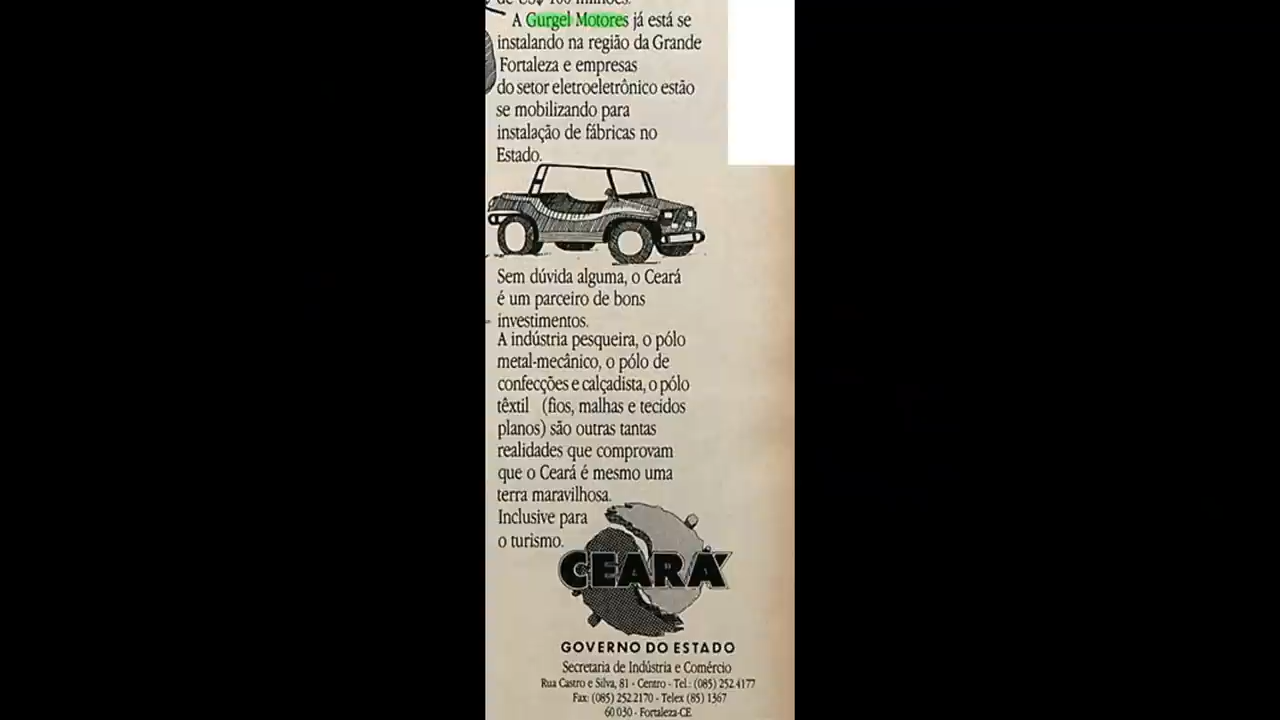 de US$ 100 milhões.
A Gurgel Motores já está se
instalando na região da Grande
Fortaleza e empresas
do setor eletroeletrônico estão
se mobilizando para
instalação de fábricas no
Estado.
Sem dúvida alguma, o Ceará
é um parceiro de bons
investimentos.
A indústria pesqueira, o pólo
metal-mecânico, o pólo de
confecções e calçadista, o pólo
têxtil (fios, malhas e tecidos
planos) são outras tantas
realidades que comprovam
que o Ceará é mesmo uma
terra maravilhosa.
Inclusive para
o turismo.
CEARÁ
GOVERNO DO ESTADO
Secretaria de Indústria e Comércio
Rua Castro e Silva, 81 - Centro - Tel.: (085) 252.4177
Fax: (085) 252.2170 - Telex (85) 1367
60.030 - Fortaleza-CE